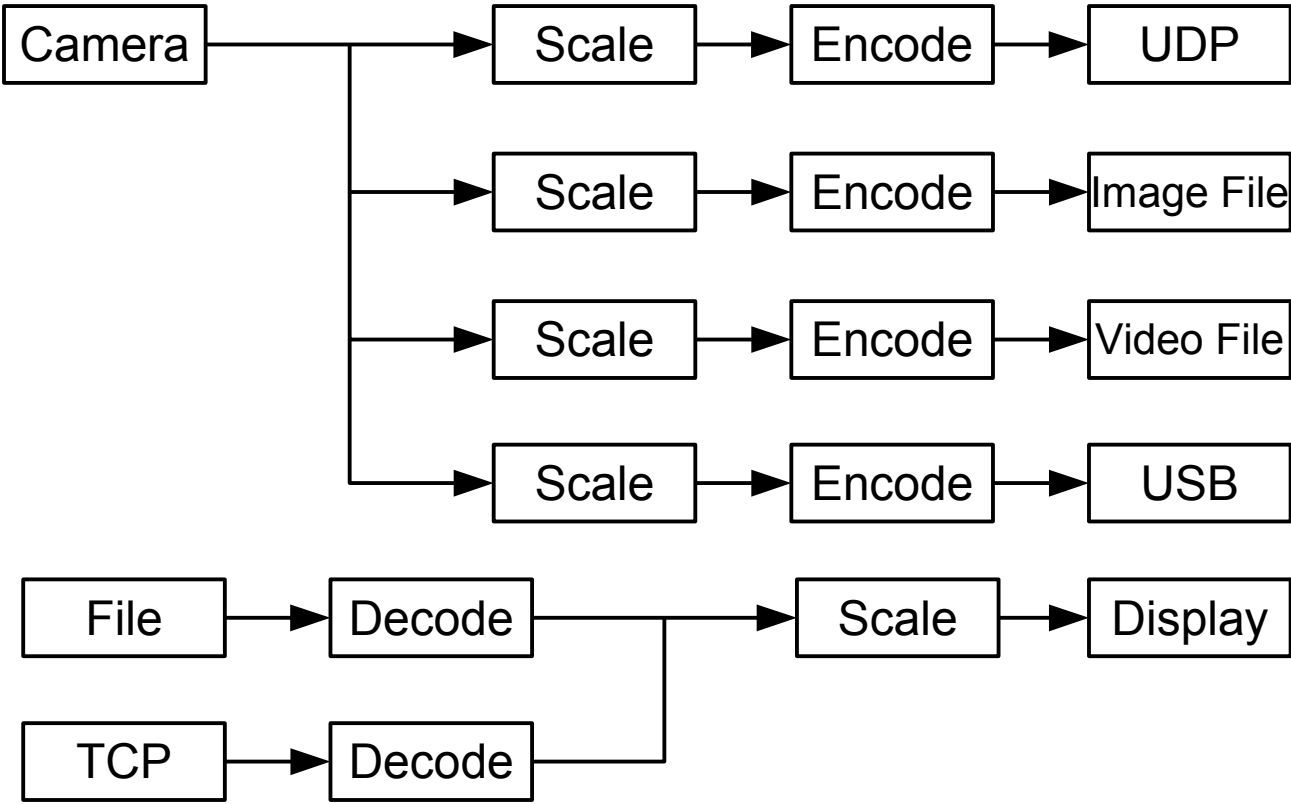 Camera
Scale
Encode
UDP
Scale
Encode
Image File
Scale
Encode
Video File
Scale
Encode
USB
File
Decode
Scale
Display
TCP
Decode